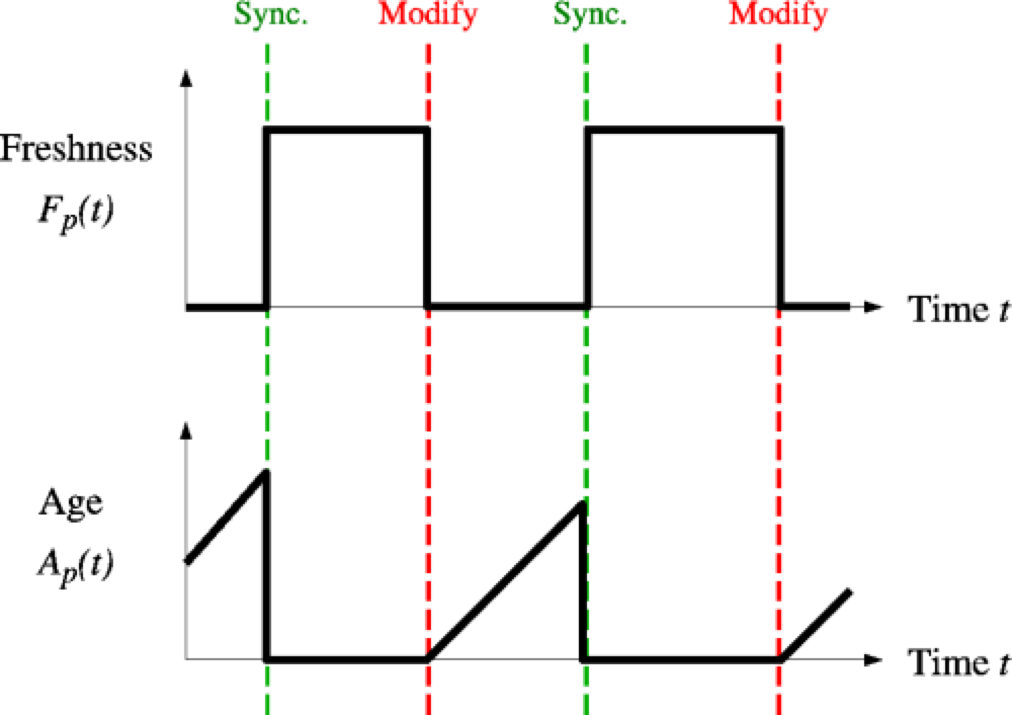 Sync. Modify Sync. Modify
Freshness
Fp(t)
Time t
Age
Ap(t)
Time t